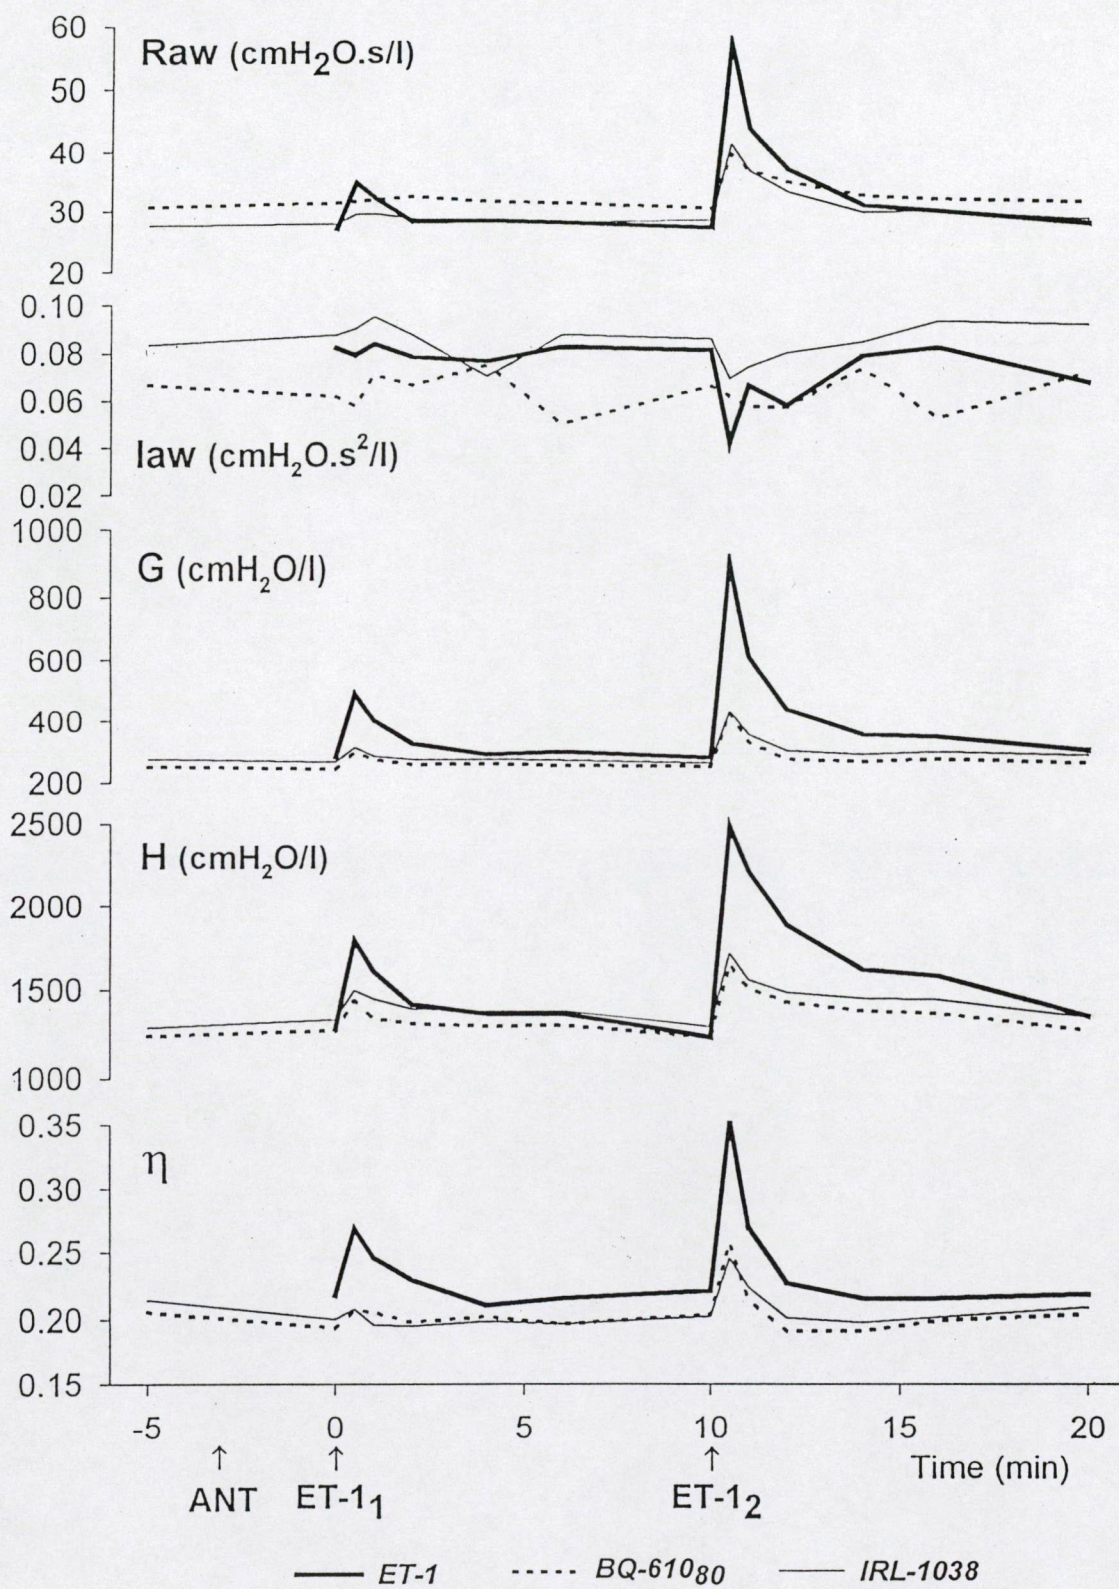 60
Raw (cmH₂O.s/l)
50
40
30
20
0.10
0.08
0.06
0.04
Iaw (cmH₂O.s²/l)
0.02
1000
G (cmH₂O/l)
800
600
400
200
2500
H (cmH₂O/l)
2000
1500
1000
0.35
η
0.30
0.25
0.20
0.15
-5 0 5 10 15 20
↑ ↑ ↑ Time (min)
ANT ET-1₁ ET-1₂
ET-1 BQ-610₈₀ IRL-1038